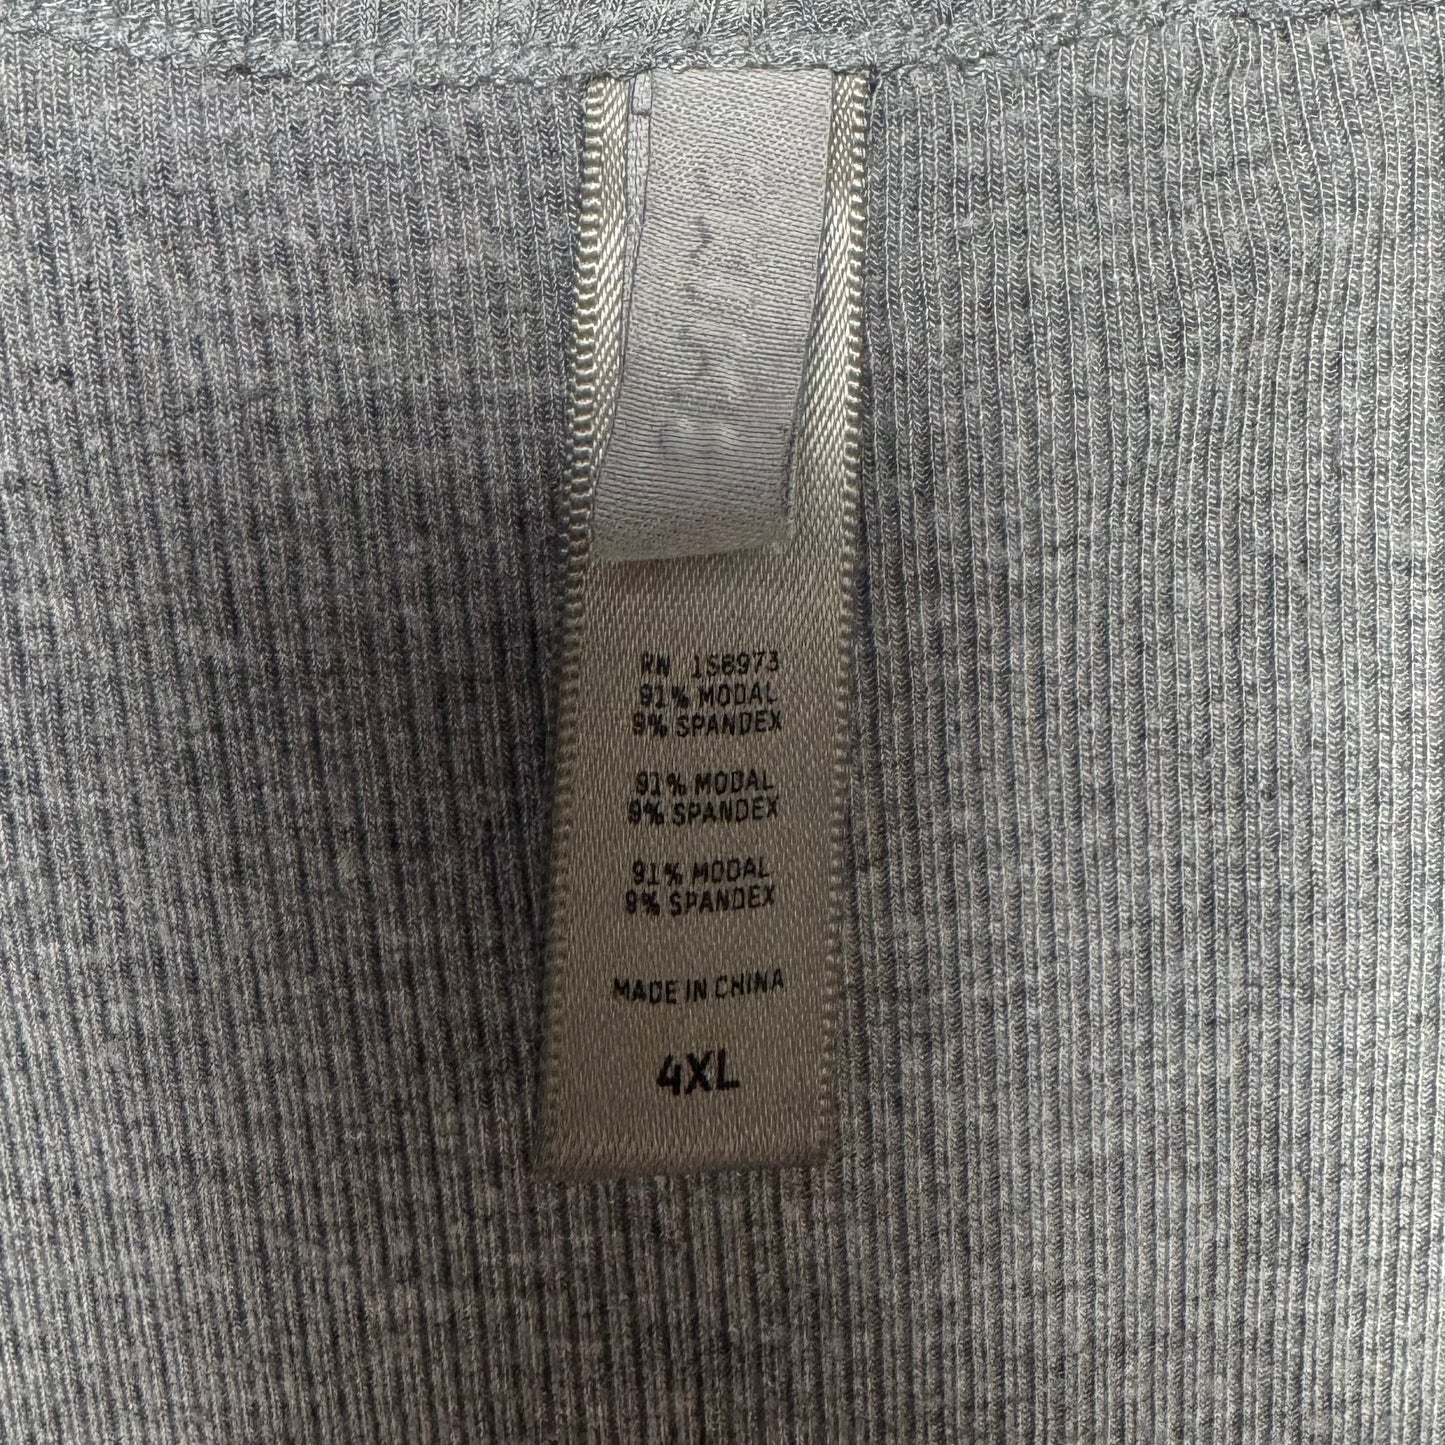 RN 158973
91% MODAL
9% SPANDEX
91% MODAL
9% SPANDEX
91% MODAL
9% SPANDEX
MADE IN CHINA
4XL